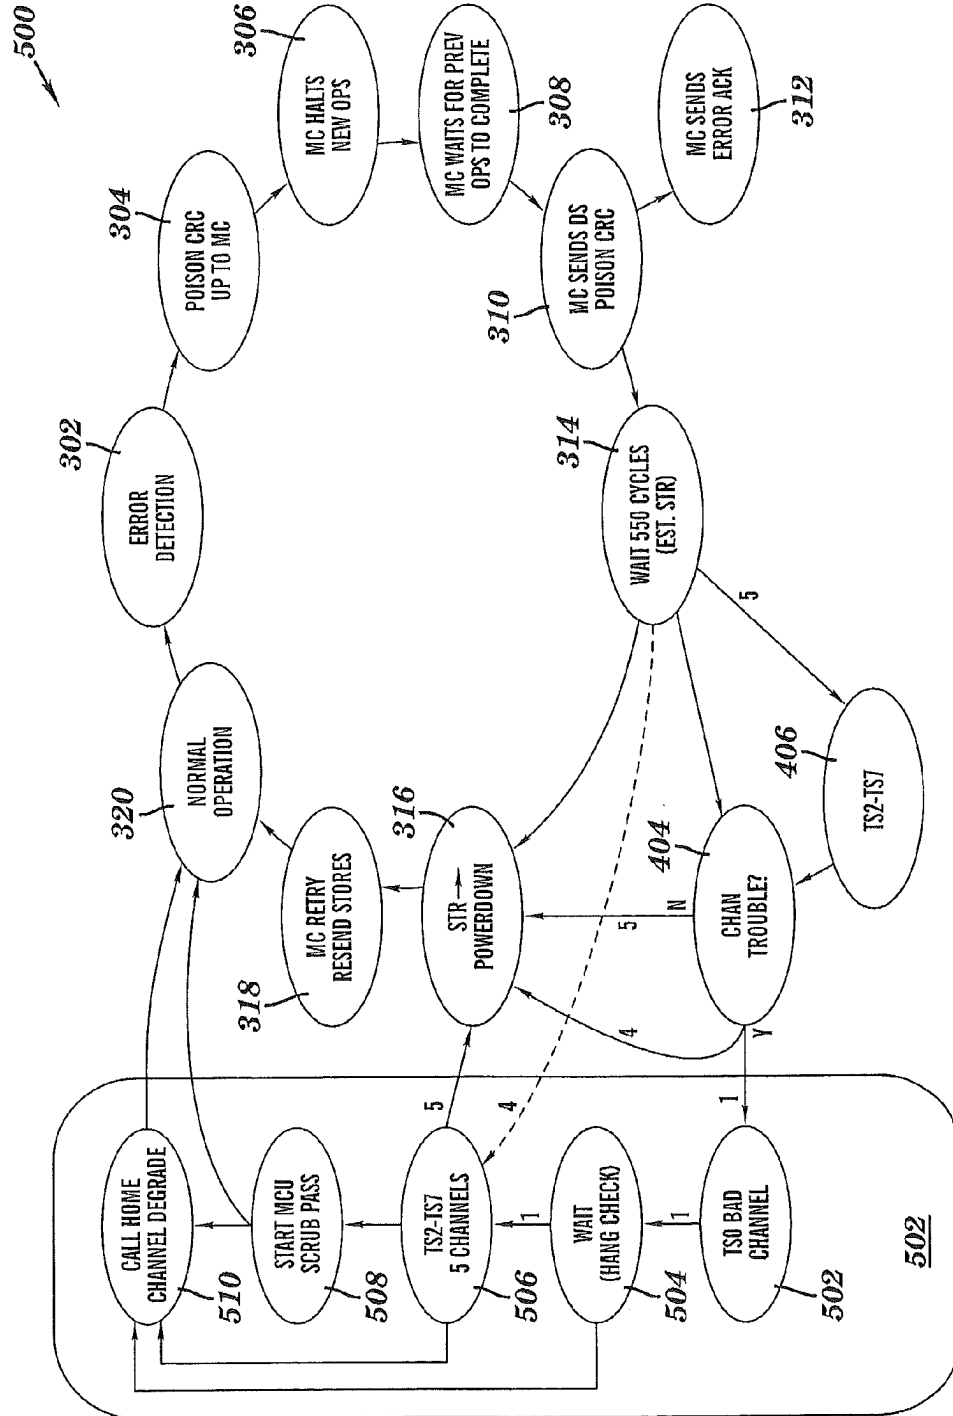 500
302
ERROR
DETECTION
304
POISON CRC
UP TO MC
306
MC HALTS
NEW OPS
308
MC WAITS FOR PREV
OPS TO COMPLETE
310
MC SENDS DS
POISON CRC
312
MC SENDS
ERROR ACK
314
WAIT 550 CYCLES
(EST. STR)
5
406
TS2-TS7
404
CHAN
TROUBLE?
N
5
Y
4
1
4
316
STR →
POWERDOWN
318
MC RETRY
RESEND STORES
320
NORMAL
OPERATION
TS0 BAD
CHANNEL
502
1
WAIT
(HANG CHECK)
504
1
TS2-TS7
5 CHANNELS
506
5
START MCU
SCRUB PASS
508
CALL HOME
CHANNEL DEGRADE
510
502